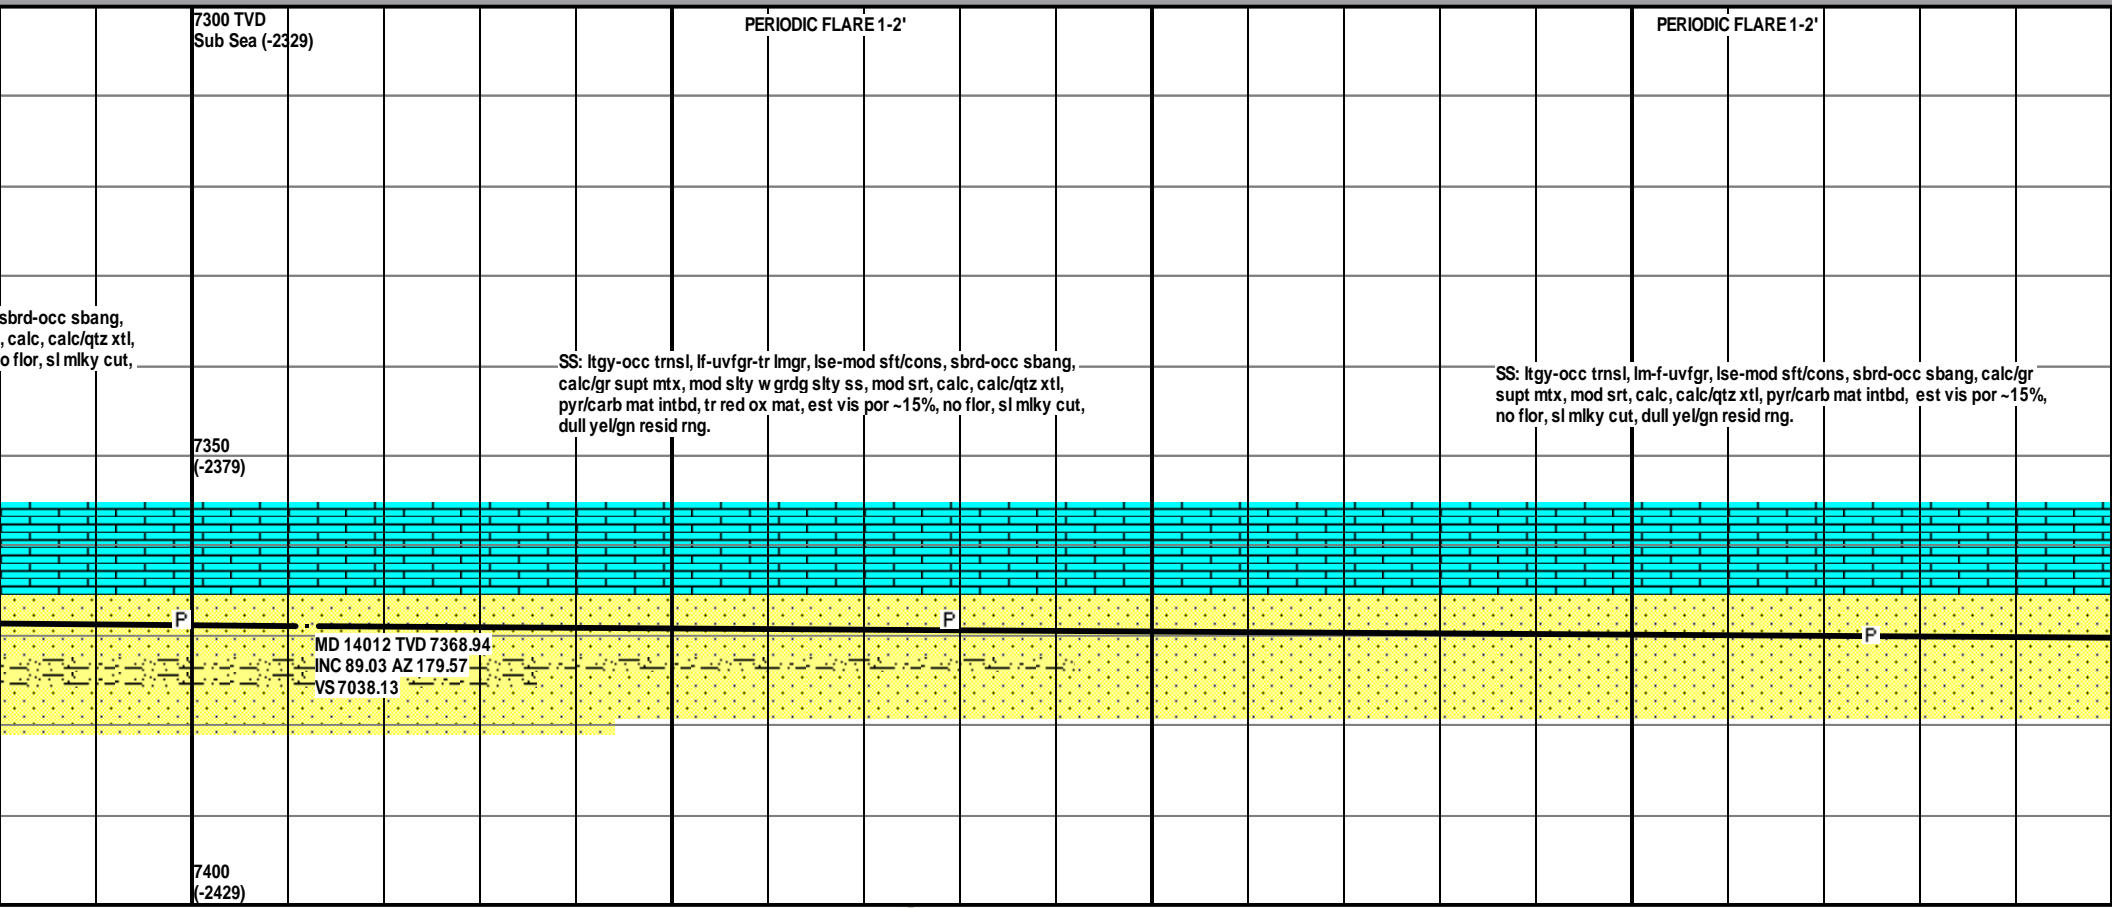 7300 TVD
Sub Sea (-2329)
PERIODIC FLARE 1-2'
PERIODIC FLARE 1-2'
sbrd-occ sbang,
, calc, calc/qtz xtl,
o flor, sl mlky cut,
SS: ltgy-occ trnsl, lf-uvfgr-tr lmgr, lse-mod sft/cons, sbrd-occ sbang,
calc/gr supt mtx, mod slty w grdg slty ss, mod srt, calc, calc/qtz xtl,
pyr/carb mat intbd, tr red ox mat, est vis por ~15%, no flor, sl mlky cut,
dull yel/gn resid rng.
SS: ltgy-occ trnsl, lm-f-uvfgr, lse-mod sft/cons, sbrd-occ sbang, calc/gr
supt mtx, mod srt, calc, calc/qtz xtl, pyr/carb mat intbd, est vis por ~15%,
no flor, sl mlky cut, dull yel/gn resid rng.
7350
(-2379)
P
P
P
MD 14012 TVD 7368.94
INC 89.03 AZ 179.57
VS 7038.13
7400
(-2429)